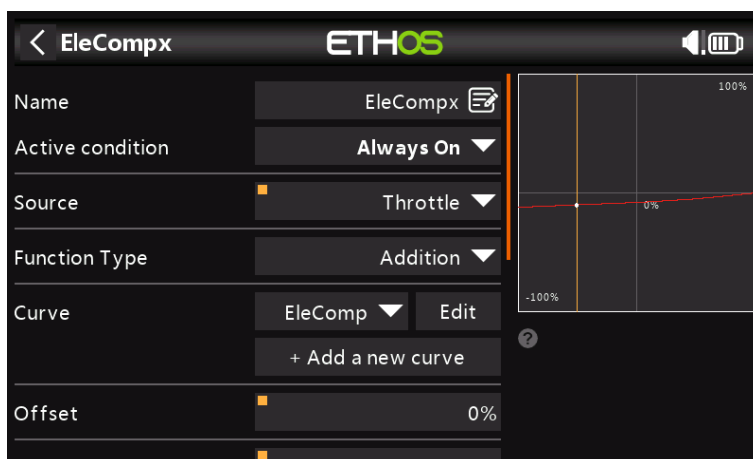 EleCompx
ETHOS
Name
EleCompx
Active condition
Always On
Source
Throttle
Function Type
Addition
Curve
EleComp
Edit
+ Add a new curve
Offset
0%
100%
0%
-100%
?